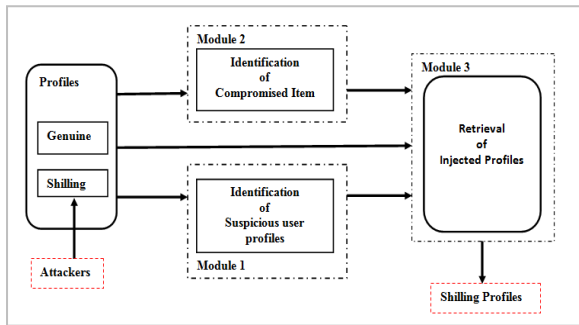 Profiles
Genuine
Shilling
Attackers
Module 2
Identification
of
Compromised Item
Identification
of
Suspicious user
profiles
Module 1
Module 3
Retrieval
of
Injected Profiles
Shilling Profiles